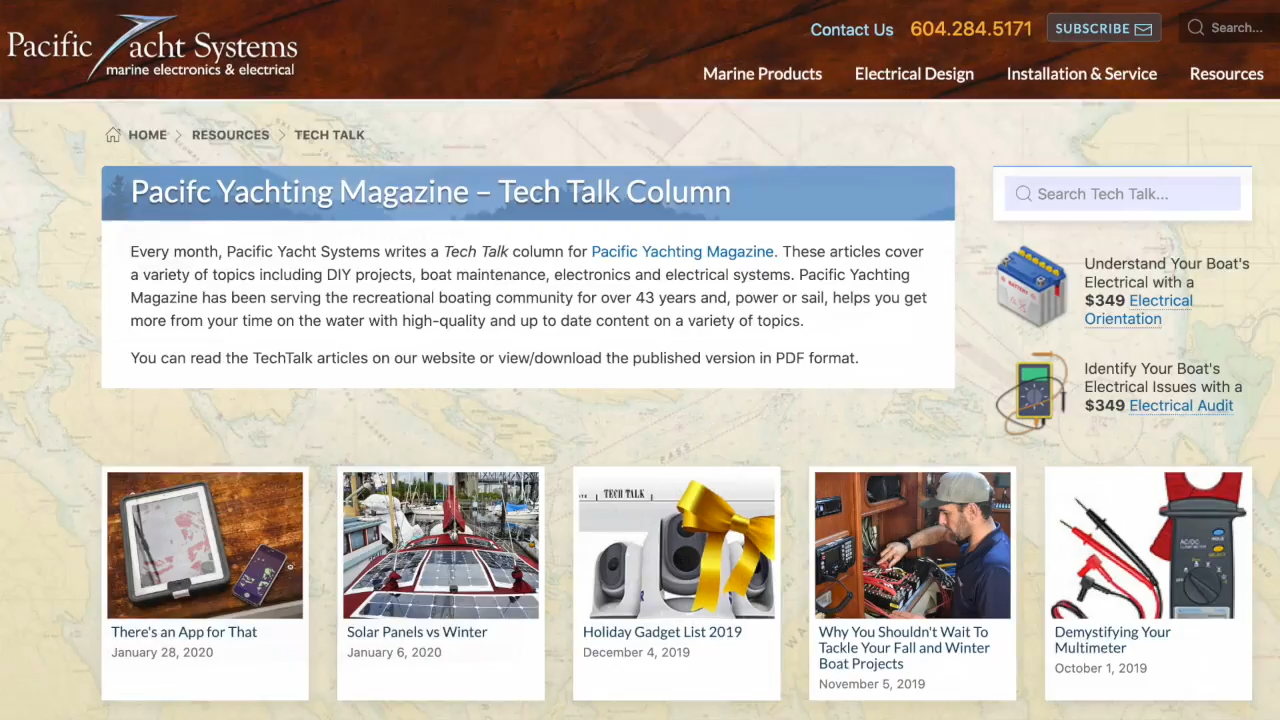 Pacific Yacht Systems
marine electronics & electrical
Contact Us 604.284.5171 SUBSCRIBE Search...
Marine Products Electrical Design Installation & Service Resources
HOME RESOURCES TECH TALK
Pacifc Yachting Magazine – Tech Talk Column
Search Tech Talk...
Every month, Pacific Yacht Systems writes a Tech Talk column for Pacific Yachting Magazine. These articles cover
a variety of topics including DIY projects, boat maintenance, electronics and electrical systems. Pacific Yachting
Magazine has been serving the recreational boating community for over 43 years and, power or sail, helps you get
more from your time on the water with high-quality and up to date content on a variety of topics.
You can read the TechTalk articles on our website or view/download the published version in PDF format.
BATTERY
Understand Your Boat's
Electrical with a
$349 Electrical
Orientation
Identify Your Boat's
Electrical Issues with a
$349 Electrical Audit
There's an App for That
January 28, 2020
Solar Panels vs Winter
January 6, 2020
TECH TALK
Holiday Gadget List 2019
December 4, 2019
Why You Shouldn't Wait To
Tackle Your Fall and Winter
Boat Projects
November 5, 2019
AC/DC
HOLD
Demystifying Your
Multimeter
October 1, 2019